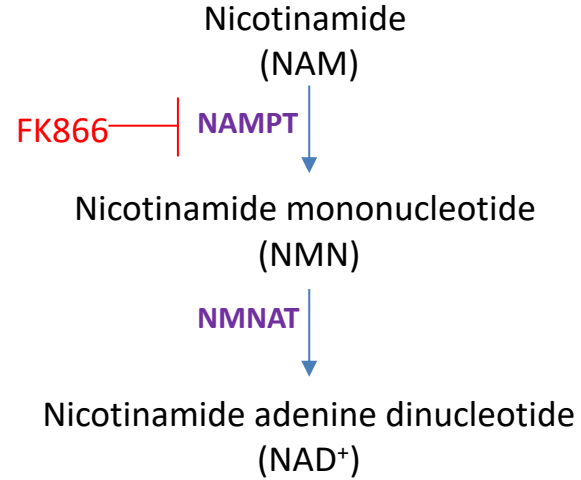 Nicotinamide
(NAM)
FK866
NAMPT
Nicotinamide mononucleotide
(NMN)
NMNAT
Nicotinamide adenine dinucleotide
(NAD⁺)